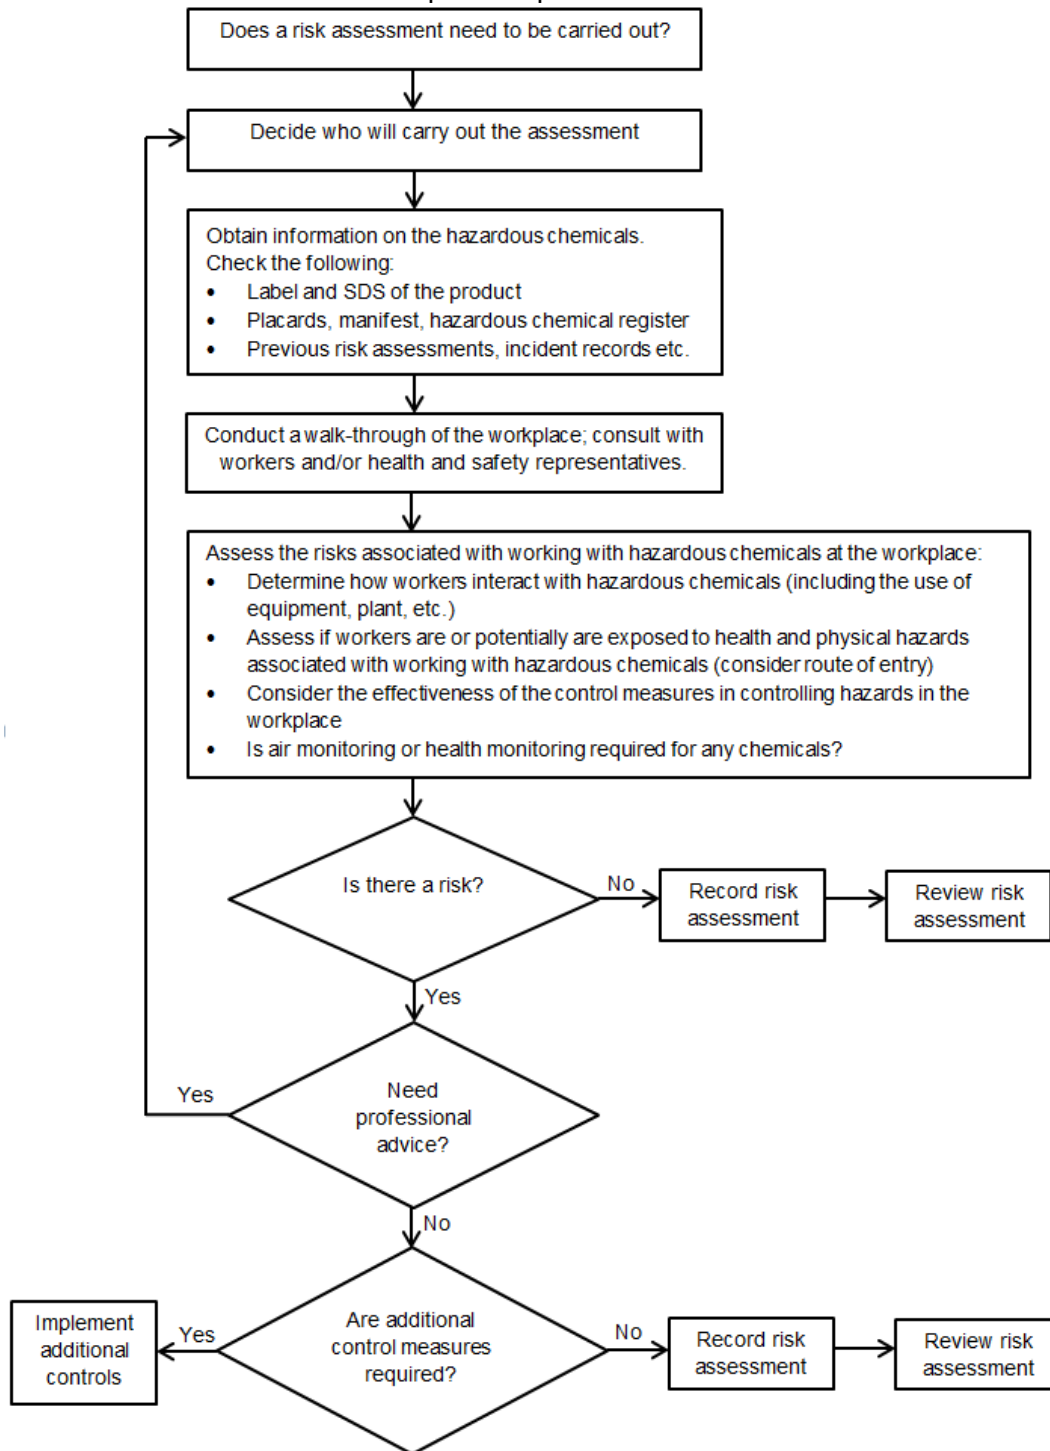 Does a risk assessment need to be carried out?
Decide who will carry out the assessment
Obtain information on the hazardous chemicals.
Check the following:
• Label and SDS of the product
• Placards, manifest, hazardous chemical register
• Previous risk assessments, incident records etc.
Conduct a walk-through of the workplace; consult with
workers and/or health and safety representatives.
Assess the risks associated with working with hazardous chemicals at the workplace:
• Determine how workers interact with hazardous chemicals (including the use of
equipment, plant, etc.)
• Assess if workers are or potentially are exposed to health and physical hazards
associated with working with hazardous chemicals (consider route of entry)
• Consider the effectiveness of the control measures in controlling hazards in the
workplace
• Is air monitoring or health monitoring required for any chemicals?
Is there a risk?
No
Record risk
assessment
Review risk
assessment
Yes
Need
professional
advice?
Yes
No
Are additional
control measures
required?
Yes
Implement
additional
controls
No
Record risk
assessment
Review risk
assessment